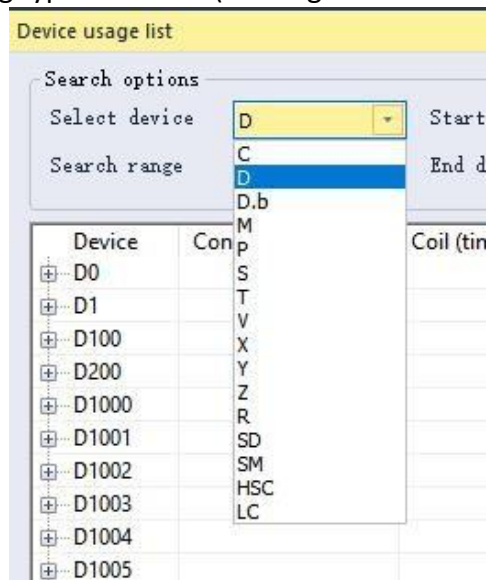 Device usage list
Search options
Select device D Start
Search range End d
C
D
D.b
M
P
S
T
V
X
Y
Z
R
SD
SM
HSC
LC
Device Con Coil (tin
D0
D1
D100
D200
D1000
D1001
D1002
D1003
D1004
D1005